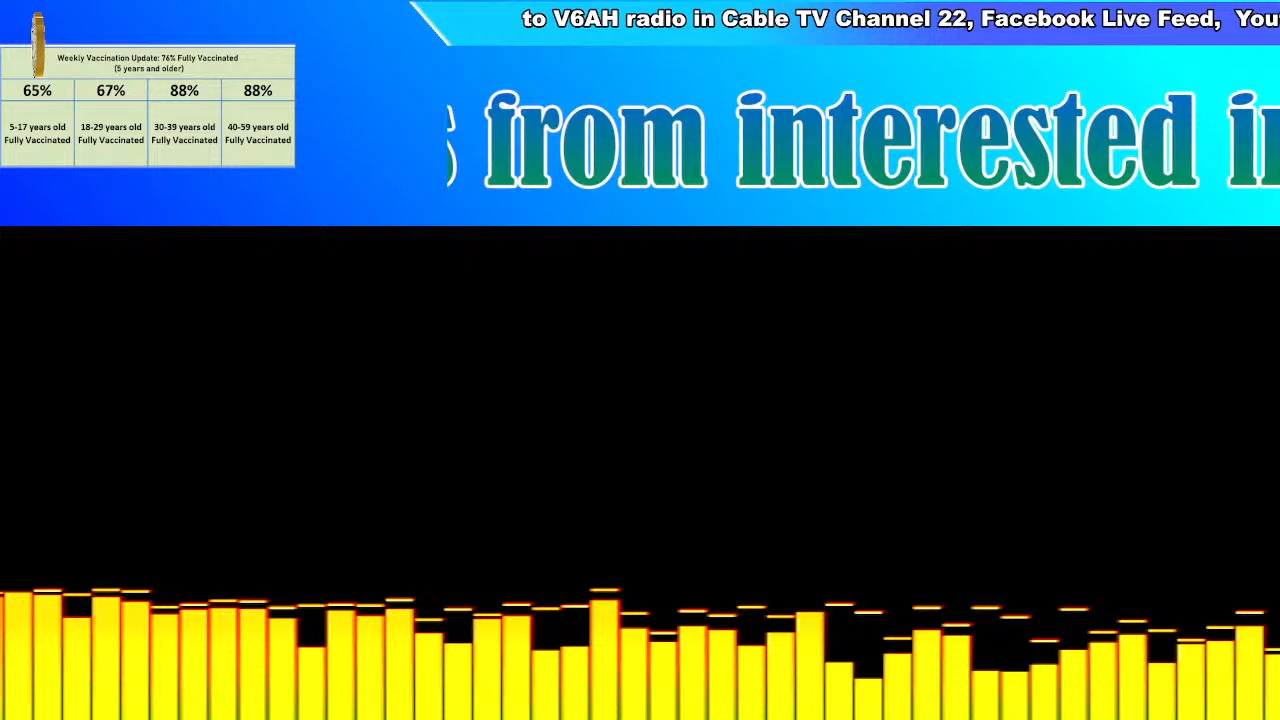 to V6AH radio in Cable TV Channel 22, Facebook Live Feed,
from interested
Weekly Vaccination Update: 76% Fully Vaccinated
(5 years and older)
65% 67% 88% 88%
5-17 years old 18-29 years old 30-39 years old 40-59 years old
Fully Vaccinated Fully Vaccinated Fully Vaccinated Fully Vaccinated